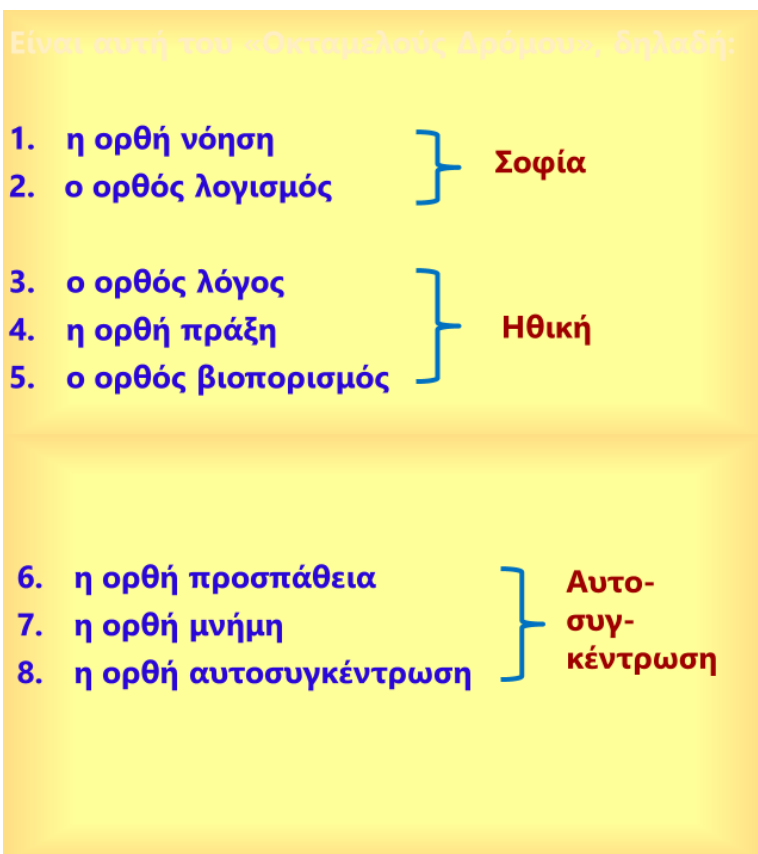 Είναι αυτή του «Οκταμελούς Δρόμου», δηλαδή:
1. η ορθή νόηση
2. ο ορθός λογισμός
Σοφία
3. ο ορθός λόγος
4. η ορθή πράξη
5. ο ορθός βιοπορισμός
Ηθική
6. η ορθή προσπάθεια
7. η ορθή μνήμη
8. η ορθή αυτοσυγκέντρωση
Αυτο-
συγ-
κέντρωση